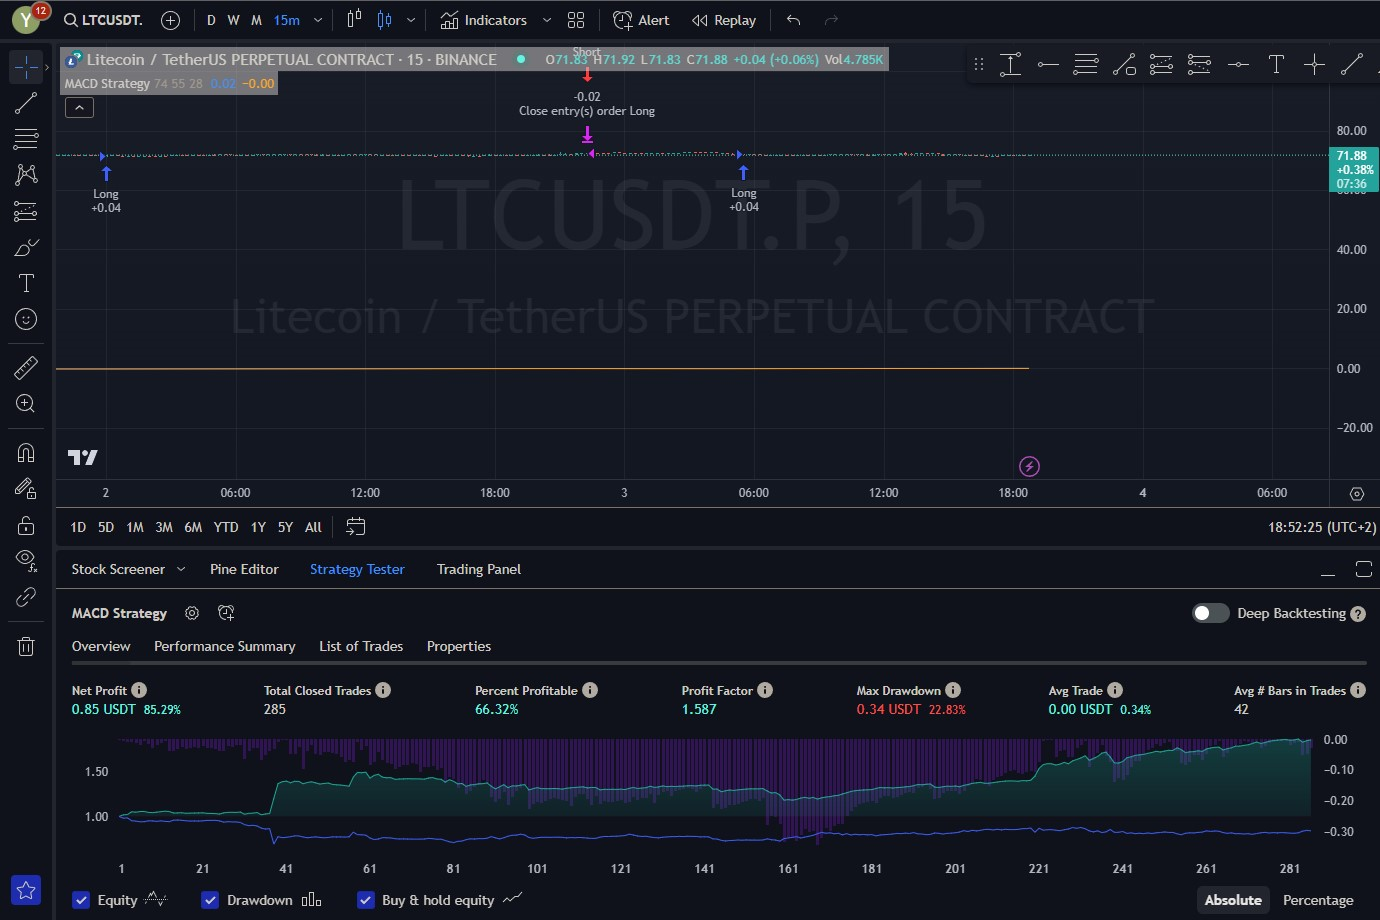 Y 12 LTCUSDT. D W M 15m Indicators Alert Replay
Litecoin / TetherUS PERPETUAL CONTRACT · 15 · BINANCE O71.83 H71.92 L71.83 C71.88 +0.04 (+0.06%) Vol4.785K
MACD Strategy 74 55 28 0.02 −0.00
Short
-0.02
Close entry(s) order Long
Long
+0.04
Long
+0.04
LTCUSDT.P, 15
Litecoin / TetherUS PERPETUAL CONTRACT
80.00
71.88
+0.38%
07:36
60.00
40.00
20.00
0.00
−20.00
2 06:00 12:00 18:00 3 06:00 12:00 18:00 4 06:00
1D 5D 1M 3M 6M YTD 1Y 5Y All 18:52:25 (UTC+2)
Stock Screener Pine Editor Strategy Tester Trading Panel
MACD Strategy Deep Backtesting ?
Overview Performance Summary List of Trades Properties
Net Profit Total Closed Trades Percent Profitable Profit Factor Max Drawdown Avg Trade Avg # Bars in Trades
0.85 USDT 85.29% 285 66.32% 1.587 0.34 USDT 22.83% 0.00 USDT 0.34% 42
1.50
1.00
0.00
−0.10
−0.20
−0.30
1 21 41 61 81 101 121 141 161 181 201 221 241 261 281
Equity Drawdown Buy & hold equity Absolute Percentage